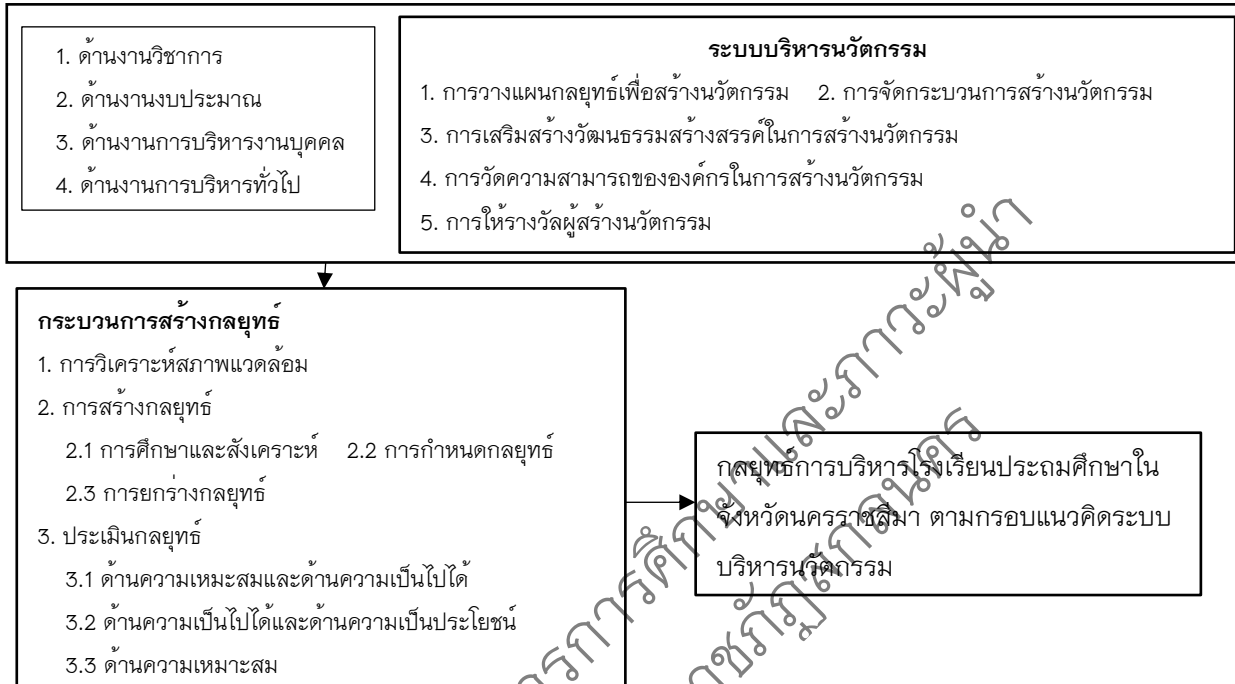 1. ด้านงานวิชาการ
2. ด้านงานงบประมาณ
3. ด้านงานการบริหารงานบุคคล
4. ด้านงานการบริหารทั่วไป
ระบบบริหารนวัตกรรม
1. การวางแผนกลยุทธ์เพื่อสร้างนวัตกรรม 2. การจัดกระบวนการสร้างนวัตกรรม
3. การเสริมสร้างวัฒนธรรมสร้างสรรค์ในการสร้างนวัตกรรม
4. การวัดความสามารถขององค์กรในการสร้างนวัตกรรม
5. การให้รางวัลผู้สร้างนวัตกรรม
กระบวนการสร้างกลยุทธ์
1. การวิเคราะห์สภาพแวดล้อม
2. การสร้างกลยุทธ์
2.1 การศึกษาและสังเคราะห์ 2.2 การกำหนดกลยุทธ์
2.3 การยกร่างกลยุทธ์
3. ประเมินกลยุทธ์
3.1 ด้านความเหมะสมและด้านความเป็นไปได้
3.2 ด้านความเป็นไปได้และด้านความเป็นประโยชน์
3.3 ด้านความเหมาะสม
กลยุทธ์การบริหารโรงเรียนประถมศึกษาใน
จังหวัดนครราชสีมา ตามกรอบแนวคิดระบบ
บริหารนวัตกรรม
การศึกษาและภาวะผู้นำ
ราชภัฏสกลนคร